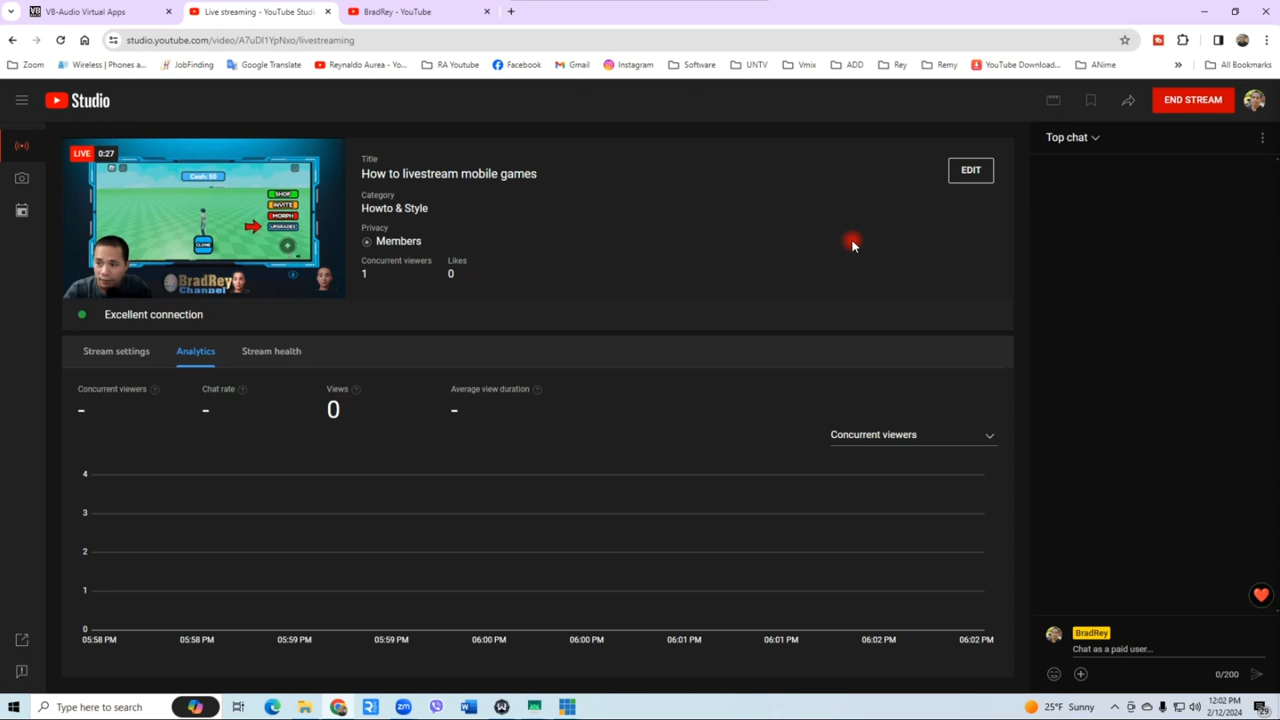 VB-Audio Virtual Apps
Live streaming - YouTube Studi
BradRey - YouTube
studio.youtube.com/video/A7uDI1YpNxo/livestreaming
Zoom
Wireless | Phones a...
JobFinding
Google Translate
Reynaldo Aurea - Yo...
RA Youtube
Facebook
Gmail
Instagram
Software
UNTV
Vmix
ADD
Rey
Remy
YouTube Download...
ANime
All Bookmarks
Studio
END STREAM
LIVE 0:27
Cash: 50
SHOP
INVITE
MORPH
UPGRADES
CLONE
BradRey
Channel
Title
How to livestream mobile games
Category
Howto & Style
Privacy
Members
Concurrent viewers Likes
1 0
EDIT
Top chat
Excellent connection
Stream settings Analytics Stream health
Concurrent viewers Chat rate Views Average view duration
- - 0 -
Concurrent viewers
4
3
2
1
0
05:58 PM 05:58 PM 05:59 PM 05:59 PM 06:00 PM 06:00 PM 06:01 PM 06:01 PM 06:02 PM 06:02 PM
BradRey
Chat as a paid user...
0/200
Type here to search
25°F Sunny
12:02 PM
2/12/2024
29